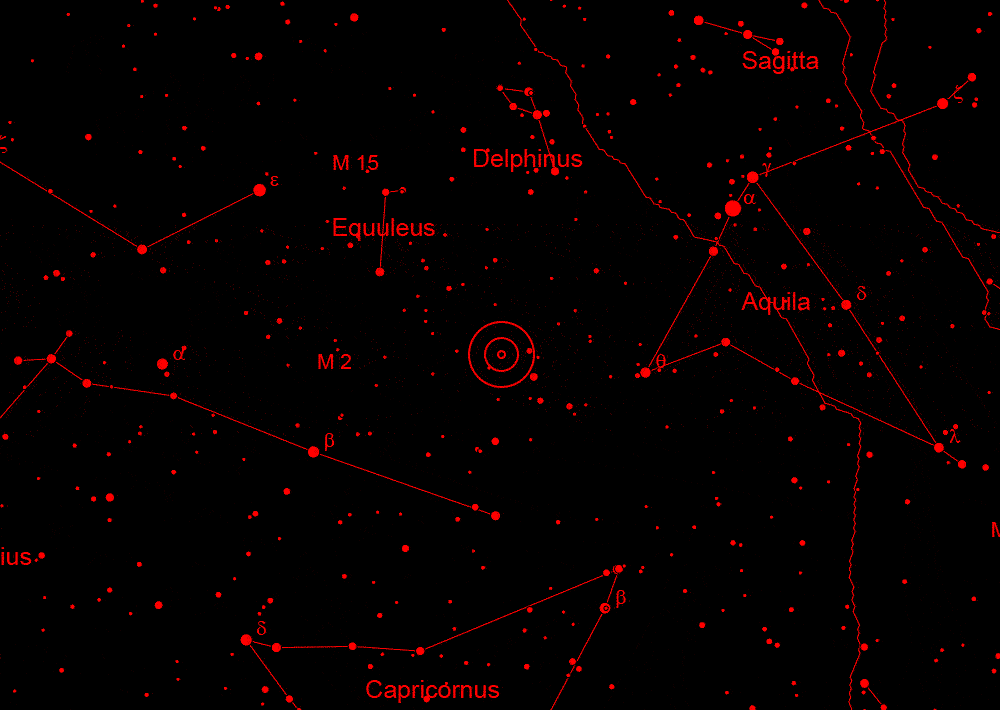 Sagitta
ξ
ζ
Delphinus
M 15
γ
ε
α
Equuleus
δ
Aquila
α
M 2
θ
β
λ
M
ius
β
δ
Capricornus